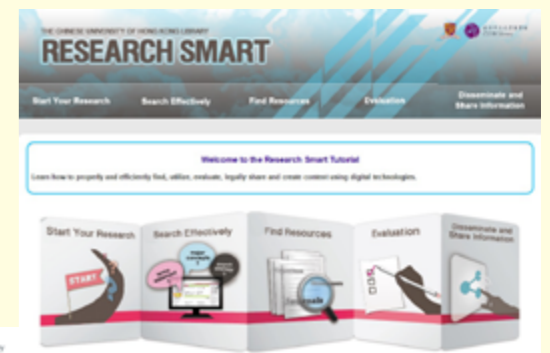 THE CHINESE UNIVERSITY OF HONG KONG LIBRARY
RESEARCH SMART
Start Your Research
Search Effectively
Find Resources
Evaluation
Disseminate and
Share Information
Welcome to the Research Smart Tutorial
Learn how to properly and efficiently find, utilize, evaluate, legally share and create content using digital technologies.
Start Your Research
Search Effectively
Find Resources
Evaluation
Disseminate and
Share Information
START